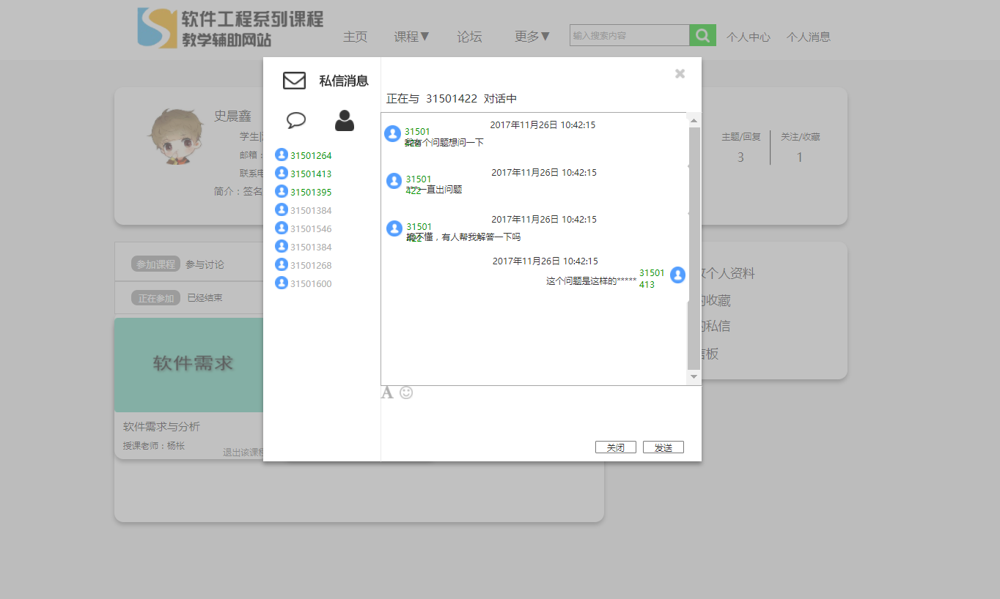 软件工程系列课程
教学辅助网站
主页
课程▼
论坛
更多▼
输入搜索内容
个人中心
个人消息
史晨鑫
学生
邮箱：
联系电
简介：签名
主题/回复
3
关注/收藏
1
参加课程
参与讨论
正在参加
已经结束
软件需求
软件需求与分析
授课老师：杨枨
退出该课程
个人资料
收藏
私信
板
私信消息
31501264
31501413
31501395
31501384
31501546
31501384
31501268
31501600
正在与 31501422 对话中
2017年11月26日 10:42:15
31501
422
我有个问题想问一下
2017年11月26日 10:42:15
31501
422
***一直出问题
2017年11月26日 10:42:15
31501
422
搞不懂，有人帮我解答一下吗
2017年11月26日 10:42:15
31501
413
这个问题是这样的*****
A
关闭
发送